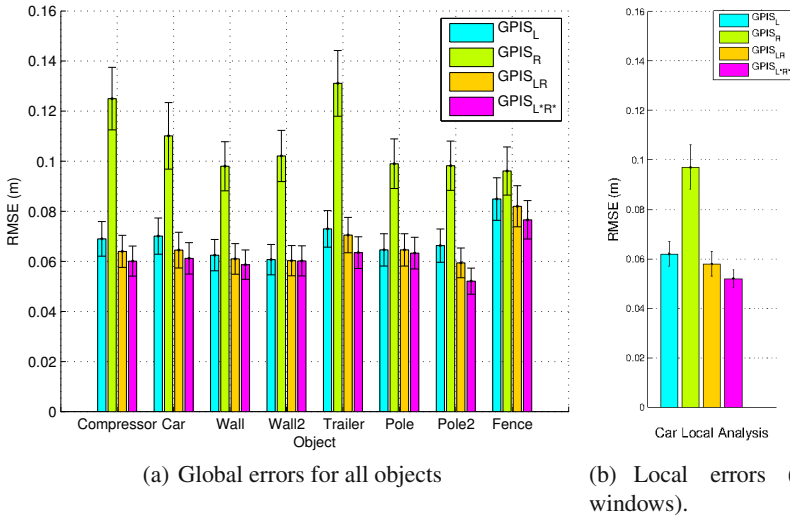 0.16
0.14
0.12
0.1
0.08
0.06
0.04
0.02
0
RMSE (m)
GPIS_L
GPIS_R
GPIS_LR
GPIS_L*R*
Compressor Car Wall Wall2 Trailer Pole Pole2 Fence
Object
(a) Global errors for all objects
0.16
0.14
0.12
0.1
0.08
0.06
0.04
0.02
0
RMSE (m)
GPIS_L
GPIS_R
GPIS_LR
GPIS_L*R*
Car Local Analysis
(b) Local errors (
windows).